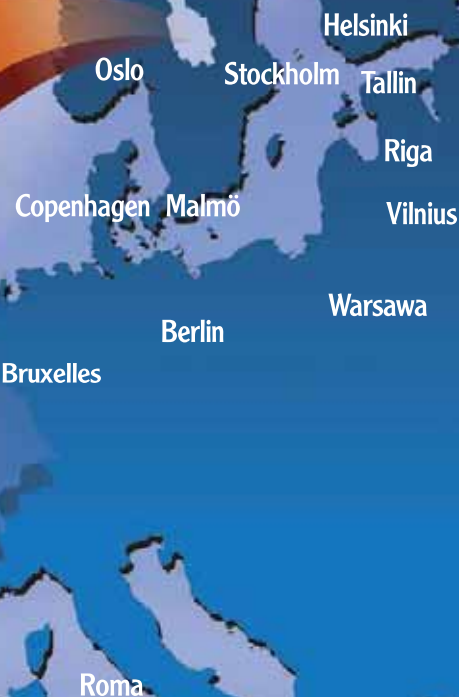 Helsinki
Oslo
Stockholm
Tallin
Riga
Copenhagen
Malmö
Vilnius
Warsawa
Berlin
Bruxelles
Roma